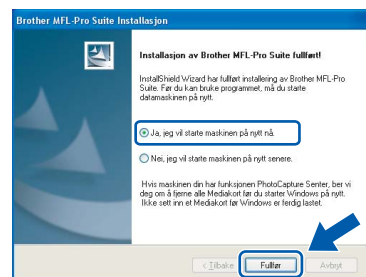 Brother MFL-Pro Suite Installasjon
Installasjon av Brother MFL-Pro Suite fullført!
InstallShield Wizard har fullført installering av Brother MFL-Pro
Suite. Før du kan bruke programmet, må du starte
datamaskinen på nytt.
Ja, jeg vil starte maskinen på nytt nå.
Nei, jeg vil starte maskinen på nytt senere.
Hvis maskinen din har funksjonen PhotoCapture Senter, ber vi
deg om å fjerne alle Mediakort før du starter Windows på nytt.
Ikke sett inn et Mediakort før Windows er ferdig lastet.
< Tilbake Fullfør Avbryt